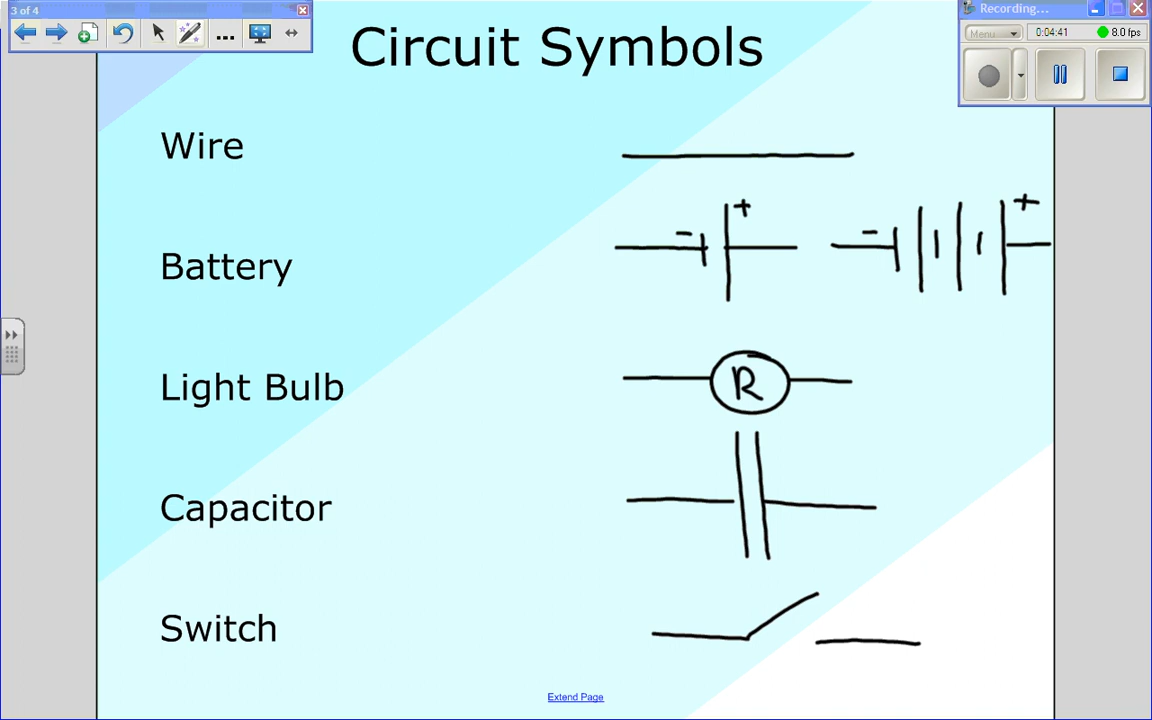 3 of 4
Recording...
Circuit Symbols
Menu
0:04:41
8.0 fps
Wire
Battery
- +
- +
Light Bulb
R
Capacitor
Switch
Extend Page